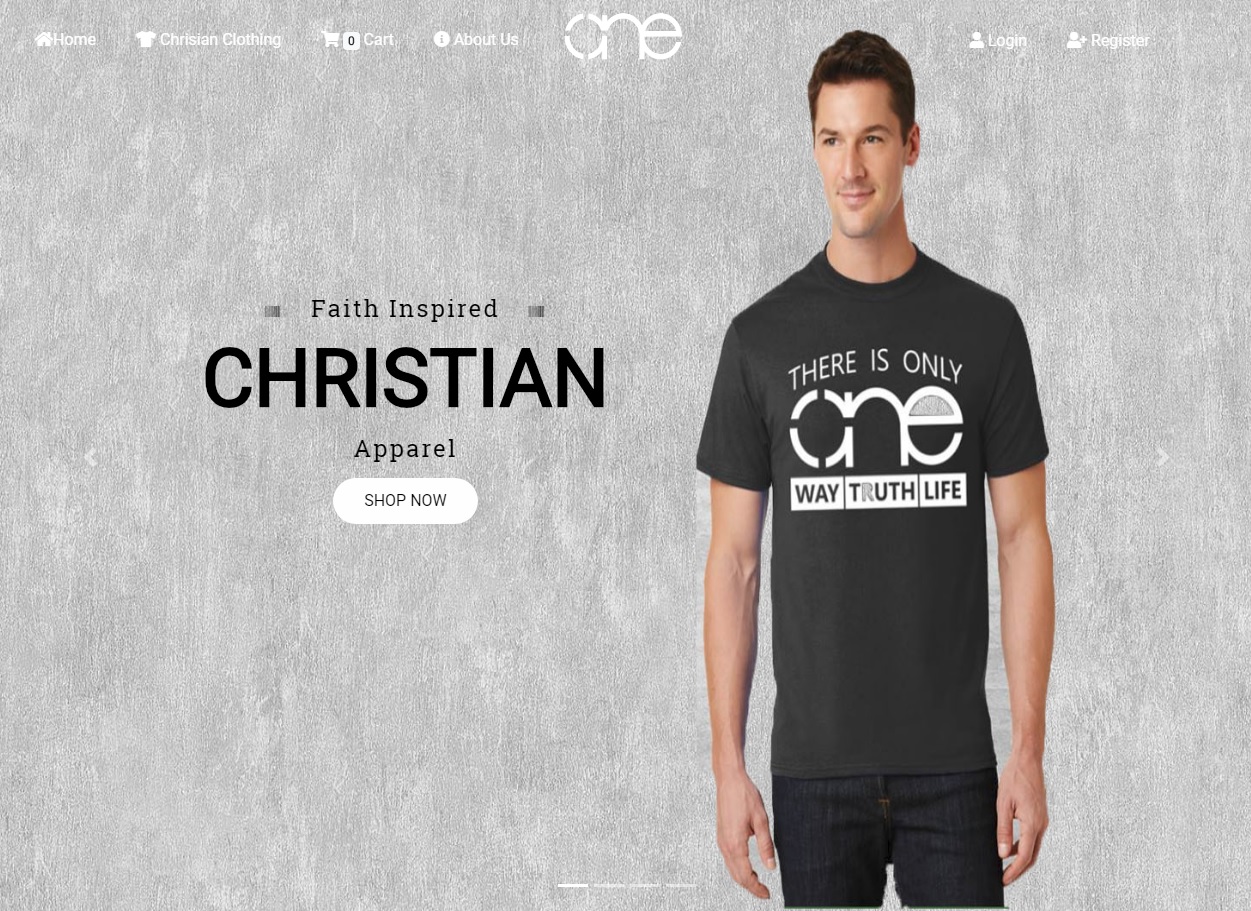 Home
Chrisian Clothing
0 Cart
About Us
one
Login
Register
Faith Inspired
CHRISTIAN
Apparel
SHOP NOW
THERE IS ONLY
one
WAY TRUTH LIFE